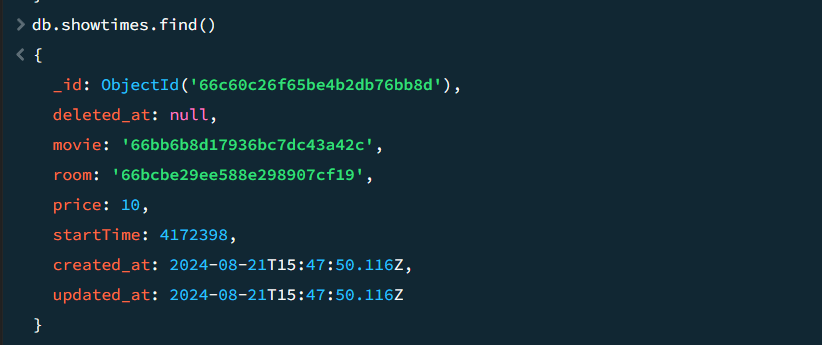 db.showtimes.find()
{
_id: ObjectId('66c60c26f65be4b2db76bb8d'),
deleted_at: null,
movie: '66bb6b8d17936bc7dc43a42c',
room: '66bcbe29ee588e298907cf19',
price: 10,
startTime: 4172398,
created_at: 2024-08-21T15:47:50.116Z,
updated_at: 2024-08-21T15:47:50.116Z
}